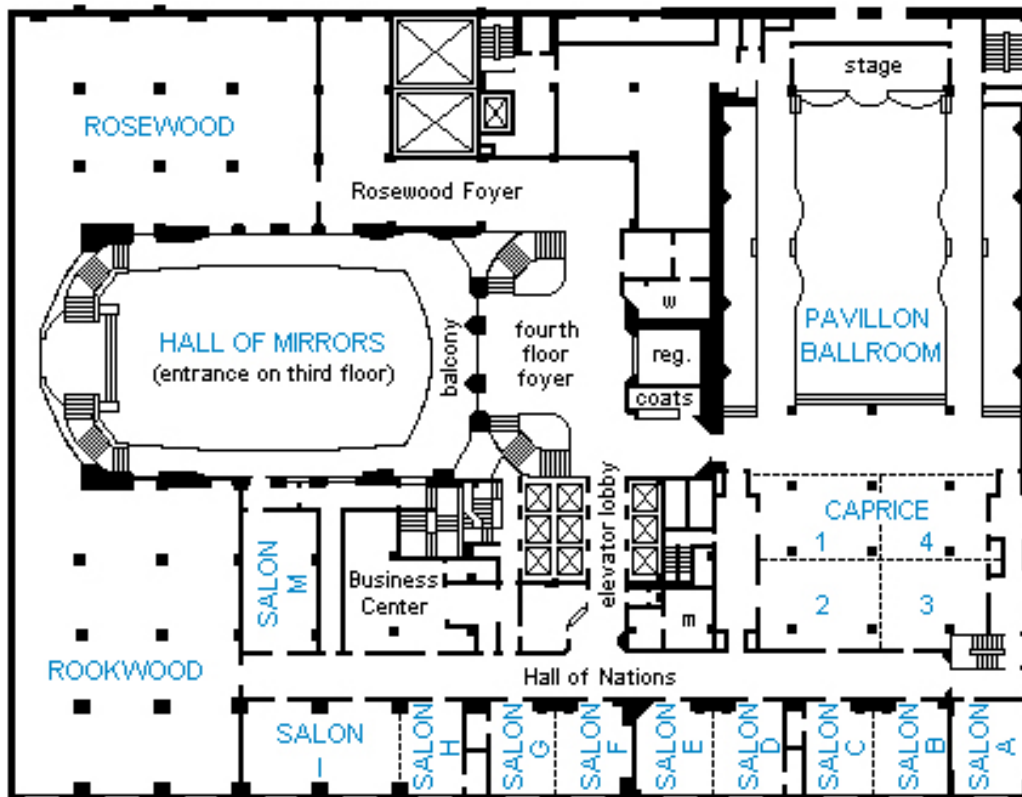 stage
ROSEWOOD
Rosewood Foyer
w
HALL OF MIRRORS
(entrance on third floor)
balcony
fourth
floor
foyer
reg.
coats
PAVILLON
BALLROOM
elevator lobby
CAPRICE
1
4
2
3
SALON
M
Business
Center
m
ROOKWOOD
Hall of Nations
SALON
I
SALON
H
SALON
G
SALON
F
SALON
E
SALON
D
SALON
C
SALON
B
SALON
A